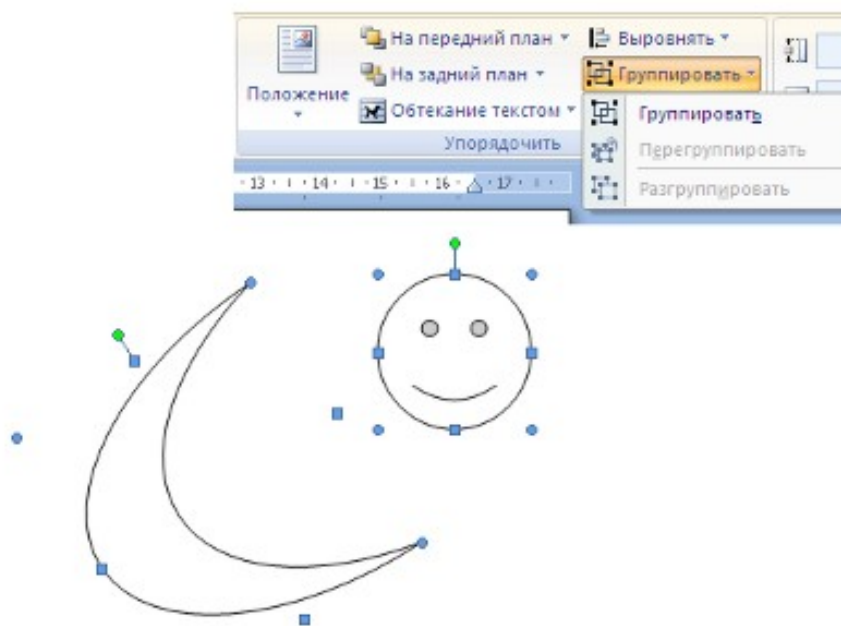 На передний план
Выровнять
На задний план
Группировать
Положение
Обтекание текстом
Группировать
Упорядочить
Перегруппировать
Разгруппировать
13 14 15 16 17